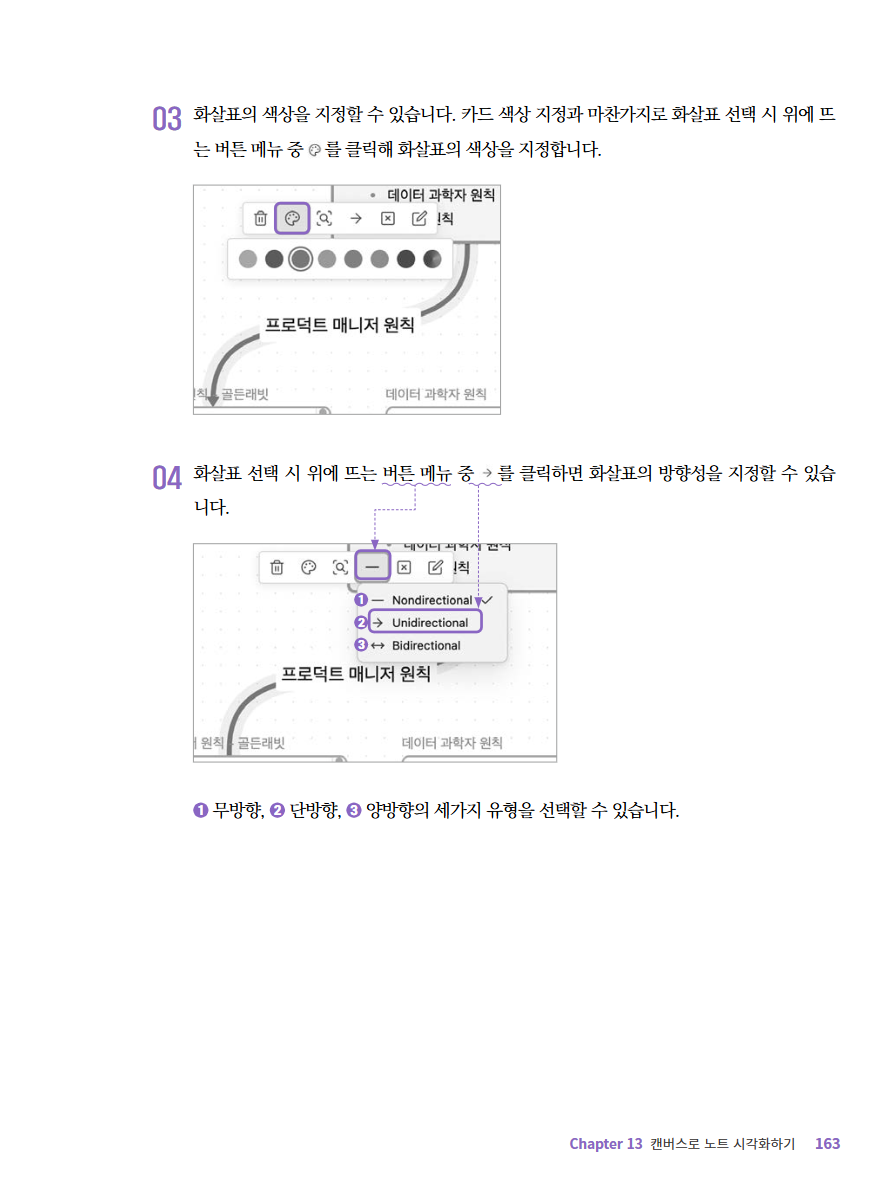 03 화살표의 색상을 지정할 수 있습니다. 카드 색상 지정과 마찬가지로 화살표 선택 시 위에 뜨
는 버튼 메뉴 중 를 클릭해 화살표의 색상을 지정합니다.
• 데이터 과학자 원칙
원칙
프로덕트 매니저 원칙
원칙 - 골든래빗
데이터 과학자 원칙
04 화살표 선택 시 위에 뜨는 버튼 메뉴 중 → 를 클릭하면 화살표의 방향성을 지정할 수 있습
니다.
데이터 과학자 원칙
원칙
❶ — Nondirectional ✓
❷ → Unidirectional
❸ ↔ Bidirectional
프로덕트 매니저 원칙
원칙 - 골든래빗
데이터 과학자 원칙
❶ 무방향, ❷ 단방향, ❸ 양방향의 세가지 유형을 선택할 수 있습니다.
Chapter 13 캔버스로 노트 시각화하기 163